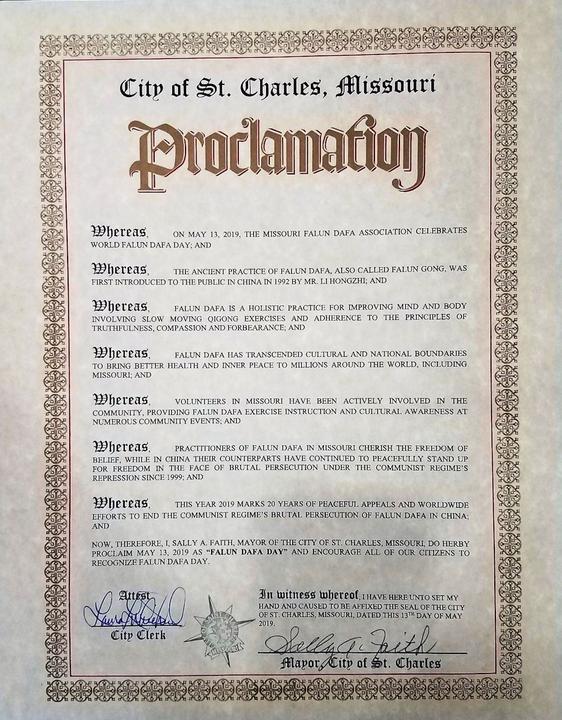 City of St. Charles, Missouri
Proclamation
Whereas, ON MAY 13, 2019, THE MISSOURI FALUN DAFA ASSOCIATION CELEBRATES
WORLD FALUN DAFA DAY; AND
Whereas, THE ANCIENT PRACTICE OF FALUN DAFA, ALSO CALLED FALUN GONG, WAS
FIRST INTRODUCED TO THE PUBLIC IN CHINA IN 1992 BY MR. LI HONGZHI; AND
Whereas, FALUN DAFA IS A HOLISTIC PRACTICE FOR IMPROVING MIND AND BODY
INVOLVING SLOW MOVING QIGONG EXERCISES AND ADHERENCE TO THE PRINCIPLES OF
TRUTHFULNESS, COMPASSION AND FORBEARANCE; AND
Whereas, FALUN DAFA HAS TRANSCENDED CULTURAL AND NATIONAL BOUNDARIES
TO BRING BETTER HEALTH AND INNER PEACE TO MILLIONS AROUND THE WORLD, INCLUDING
MISSOURI; AND
Whereas, VOLUNTEERS IN MISSOURI HAVE BEEN ACTIVELY INVOLVED IN THE
COMMUNITY, PROVIDING FALUN DAFA EXERCISE INSTRUCTION AND CULTURAL AWARENESS AT
NUMEROUS COMMUNITY EVENTS; AND
Whereas, PRACTITIONERS OF FALUN DAFA IN MISSOURI CHERISH THE FREEDOM OF
BELIEF, WHILE IN CHINA THEIR COUNTERPARTS HAVE CONTINUED TO PEACEFULLY STAND UP
FOR FREEDOM IN THE FACE OF BRUTAL PERSECUTION UNDER THE COMMUNIST REGIME'S
REPRESSION SINCE 1999; AND
Whereas, THIS YEAR 2019 MARKS 20 YEARS OF PEACEFUL APPEALS AND WORLDWIDE
EFFORTS TO END THE COMMUNIST REGIME'S BRUTAL PERSECUTION OF FALUN DAFA IN CHINA;
AND
NOW, THEREFORE, I, SALLY A. FAITH, MAYOR OF THE CITY OF ST. CHARLES, MISSOURI, DO HERBY
PROCLAIM MAY 13, 2019 AS "FALUN DAFA DAY" AND ENCOURAGE ALL OF OUR CITIZENS TO
RECOGNIZE FALUN DAFA DAY.
Attest
City Clerk
In witness whereof, I HAVE HERE UNTO SET MY
HAND AND CAUSED TO BE AFFIXED THE SEAL OF THE CITY
OF ST. CHARLES, MISSOURI, DATED THIS 13TH DAY OF MAY
2019.
Sally A. Faith
Mayor, City of St. Charles